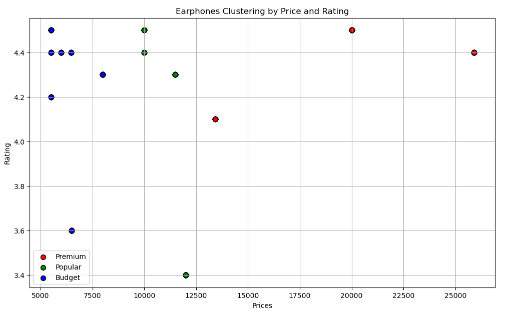 Earphones Clustering by Price and Rating
4.4
4.2
4.0
3.8
3.6
3.4
Rating
Premium
Popular
Budget
5000 7500 10000 12500 15000 17500 20000 22500 25000
Prices